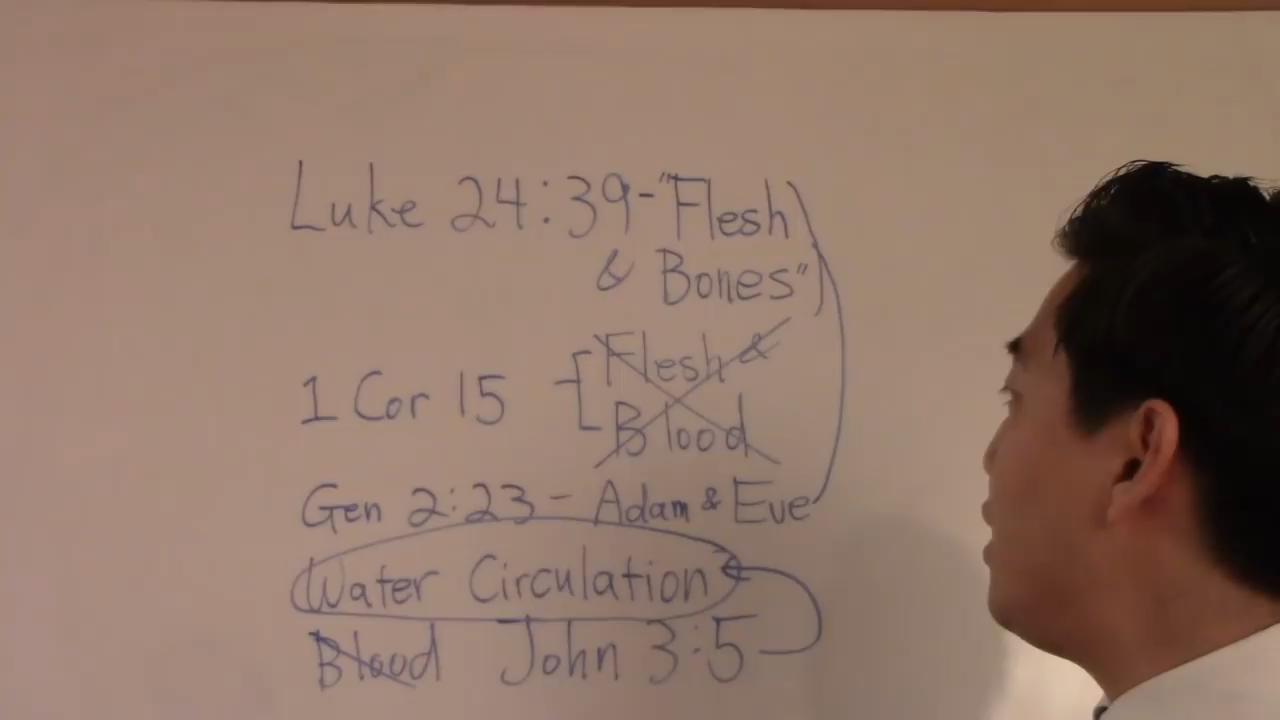 Luke 24:39-"Flesh
& Bones"
1 Cor 15
Flesh &
Blood
Gen 2:23 - Adam & Eve
Water Circulation
Blood John 3:5